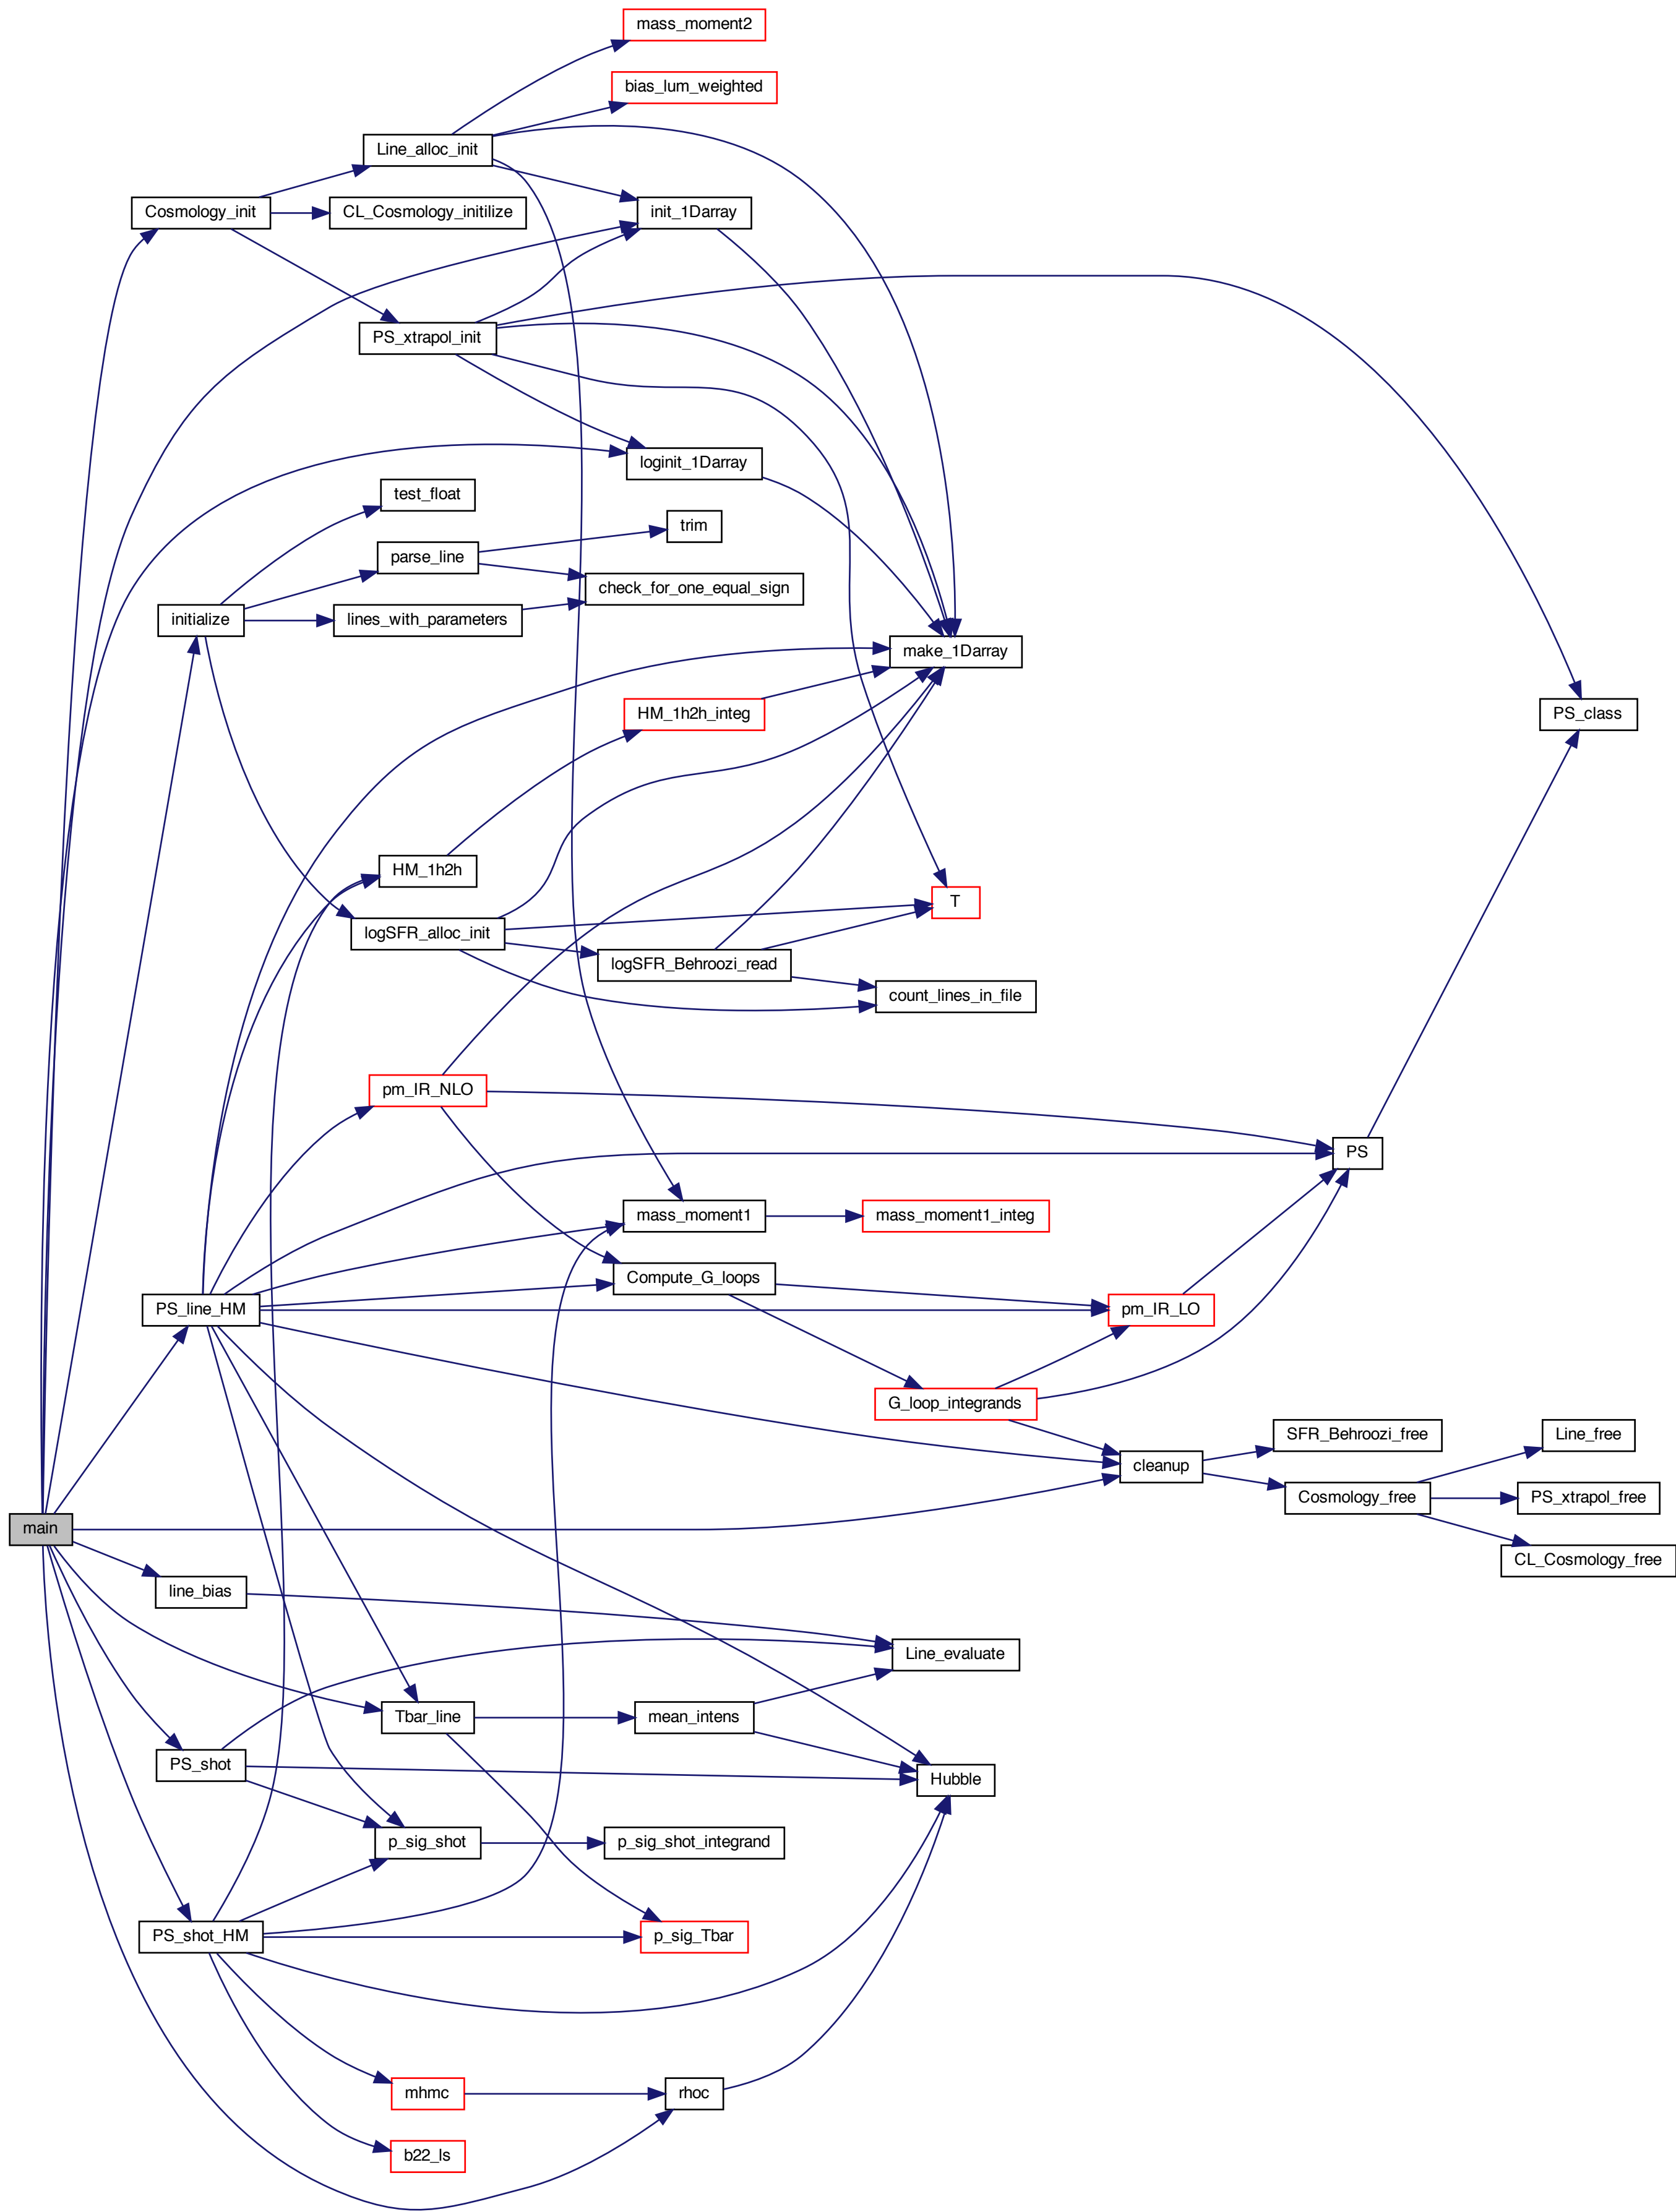 mass_moment2
bias_lum_weighted
Line_alloc_init
Cosmology_init
CL_Cosmology_initilize
init_1Darray
PS_xtrapol_init
loginit_1Darray
test_float
trim
parse_line
check_for_one_equal_sign
initialize
lines_with_parameters
make_1Darray
HM_1h2h_integ
PS_class
HM_1h2h
T
logSFR_alloc_init
logSFR_Behroozi_read
count_lines_in_file
pm_IR_NLO
PS
mass_moment1
mass_moment1_integ
Compute_G_loops
PS_line_HM
pm_IR_LO
G_loop_integrands
SFR_Behroozi_free
Line_free
cleanup
Cosmology_free
PS_xtrapol_free
main
CL_Cosmology_free
line_bias
Line_evaluate
Tbar_line
mean_intens
PS_shot
Hubble
p_sig_shot
p_sig_shot_integrand
PS_shot_HM
p_sig_Tbar
mhmc
rhoc
b22_ls